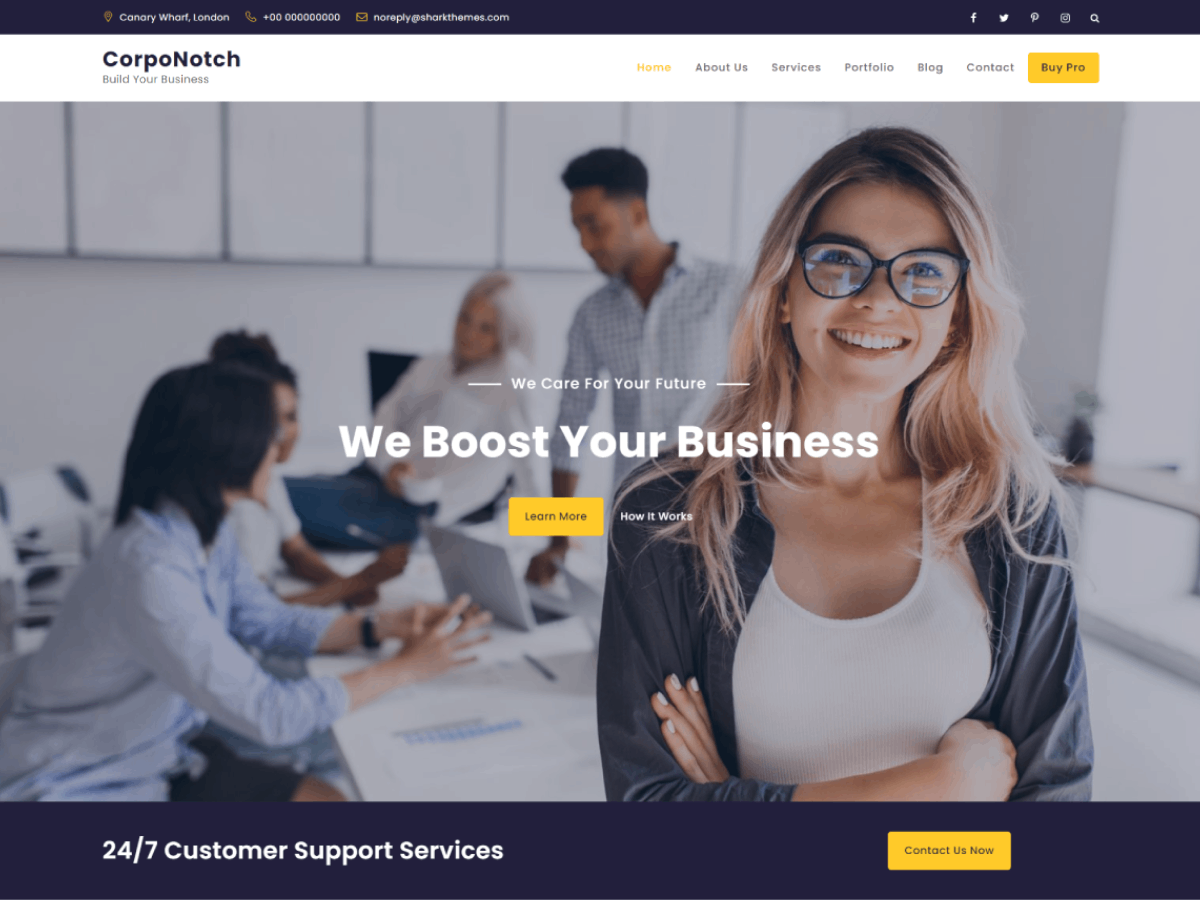 Canary Wharf, London +00 000000000 noreply@sharkthemes.com
CorpoNotch
Build Your Business
Home About Us Services Portfolio Blog Contact Buy Pro
We Care For Your Future
We Boost Your Business
Learn More How It Works
24/7 Customer Support Services
Contact Us Now